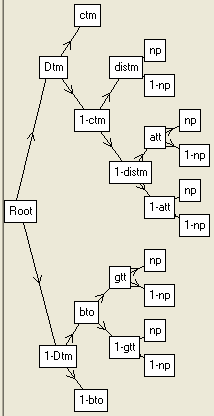 ctm
Dtm
distm
np
1-np
1-ctm
att
np
1-np
1-distm
1-att
np
1-np
Root
gtt
np
1-np
bto
1-gtt
np
1-np
1-Dtm
1-bto